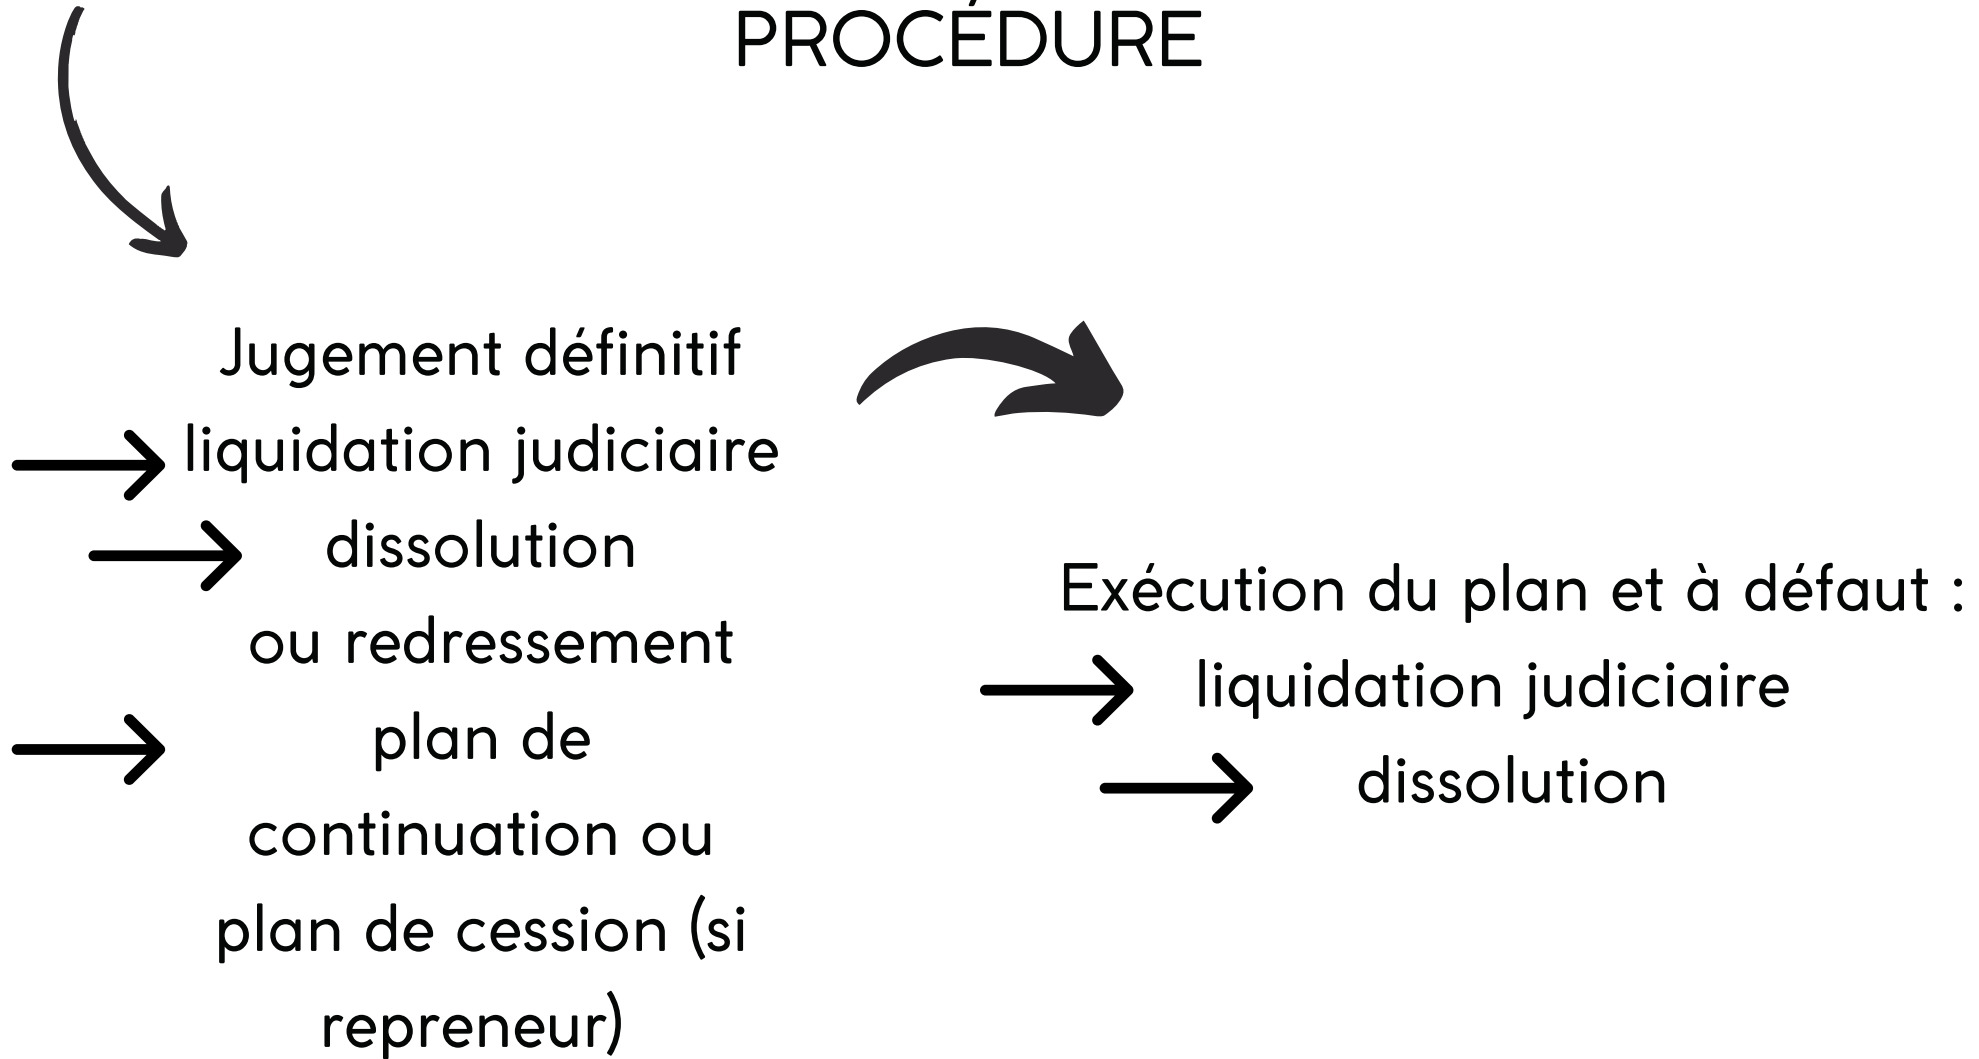 PROCÉDURE
Jugement définitif
liquidation judiciaire
dissolution
ou redressement
plan de
continuation ou
plan de cession (si
repreneur)
Exécution du plan et à défaut :
liquidation judiciaire
dissolution